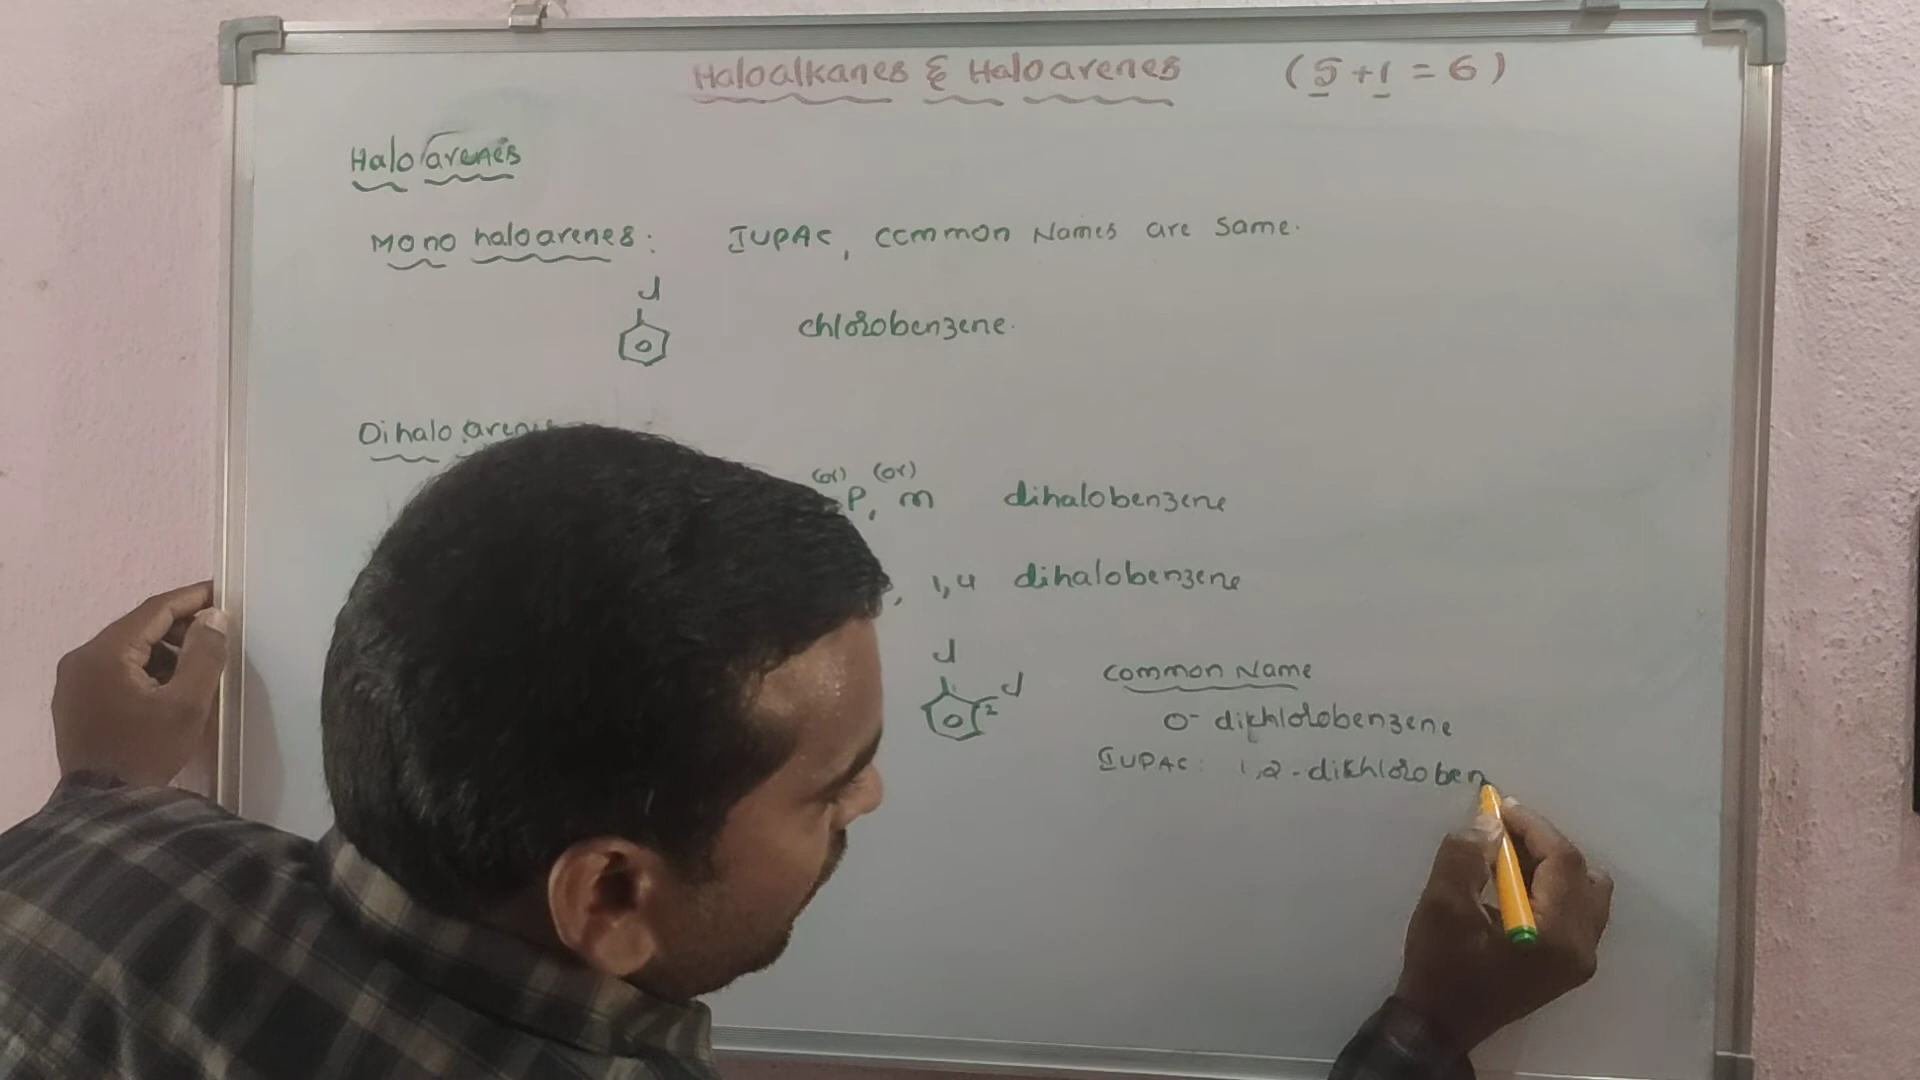 Haloalkanes & Haloarenes (5+1=6)
Haloarenes
Mono haloarenes: IUPAC, common Names are same.
Cl
chlorobenzene.
Dihalo
(or) (or)
P, m dihalobenzene
, 1,4 dihalobenzene
Cl
Cl
2
Common Name
O- dichlorobenzene
IUPAC: 1,2-dichloroben